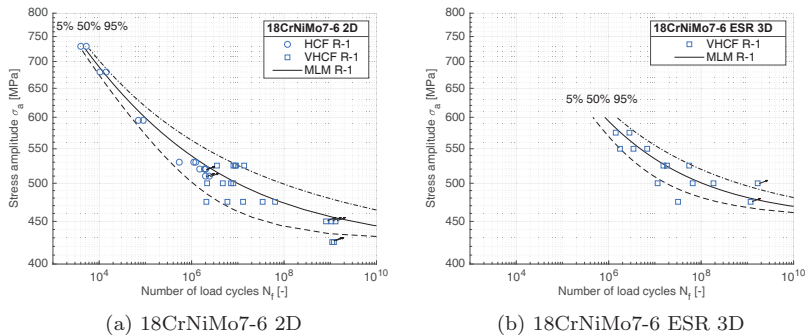 800
750
700
650
600
550
500
450
400
Stress amplitude σa [MPa]
5% 50% 95%
18CrNiMo7-6 2D
HCF R-1
VHCF R-1
MLM R-1
10^4
10^6
10^8
10^10
Number of load cycles Nf [-]
(a) 18CrNiMo7-6 2D
800
750
700
650
600
550
500
450
400
Stress amplitude σa [MPa]
5% 50% 95%
18CrNiMo7-6 ESR 3D
VHCF R-1
MLM R-1
10^4
10^6
10^8
10^10
Number of load cycles Nf [-]
(b) 18CrNiMo7-6 ESR 3D